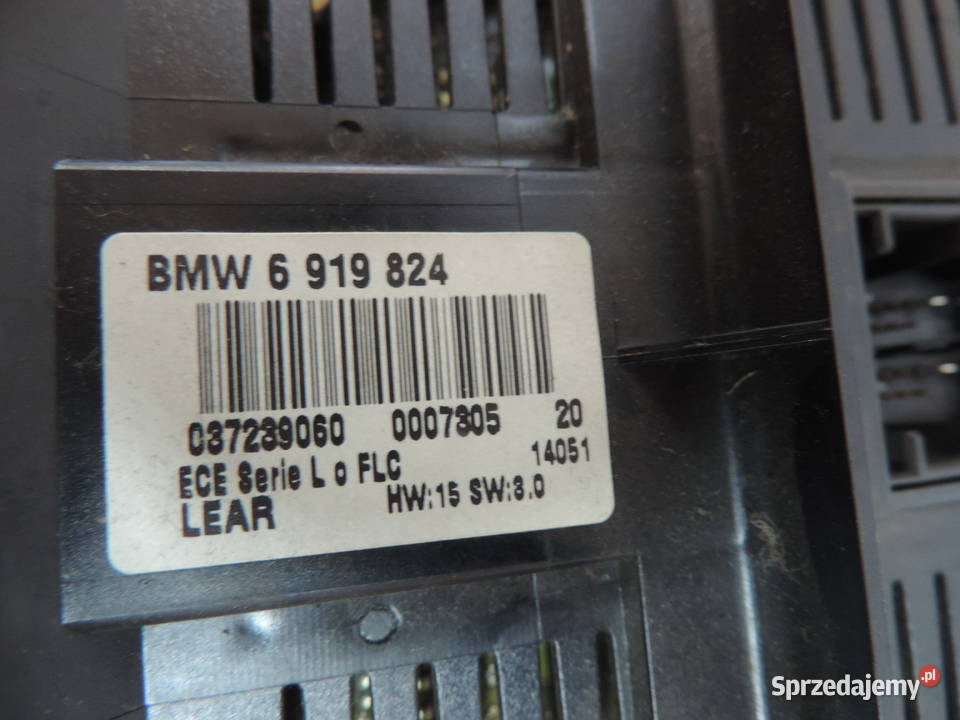 BMW 6 919 824
037239060 0007305 20
ECE Serie L o FLC 14051
LEAR HW:15 SW:3.0
Sprzedajemy.pl